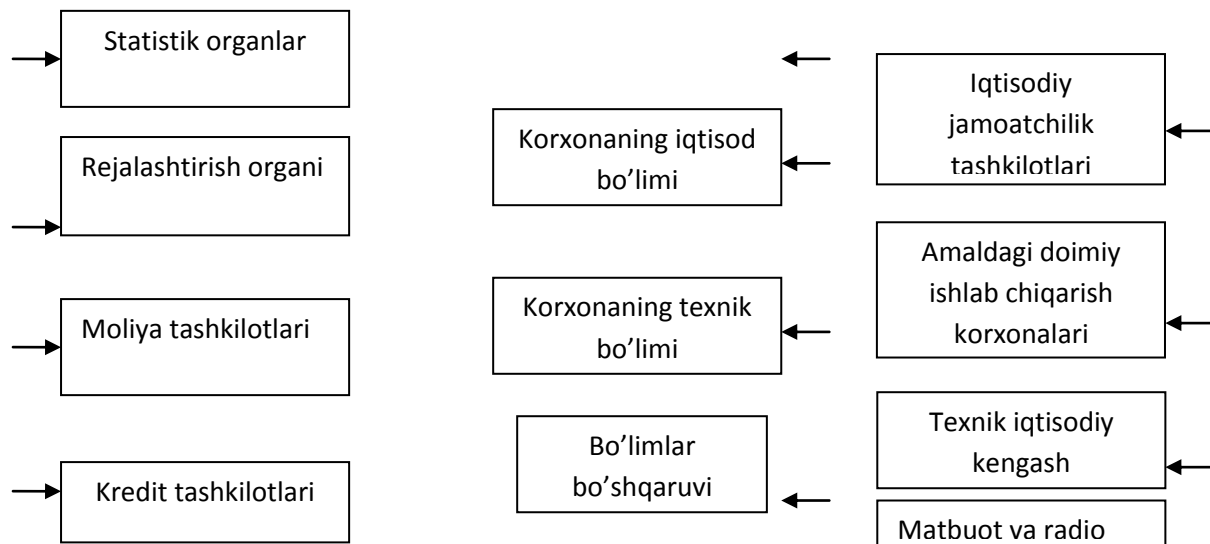 Statistik organlar
Rejalashtirish organi
Moliya tashkilotlari
Kredit tashkilotlari
Korxonaning iqtisod
bo’limi
Korxonaning texnik
bo’limi
Bo’limlar
bo’shqaruvi
Iqtisodiy
jamoatchilik
tashkilotlari
Amaldagi doimiy
ishlab chiqarish
korxonalari
Texnik iqtisodiy
kengash
Matbuot va radio